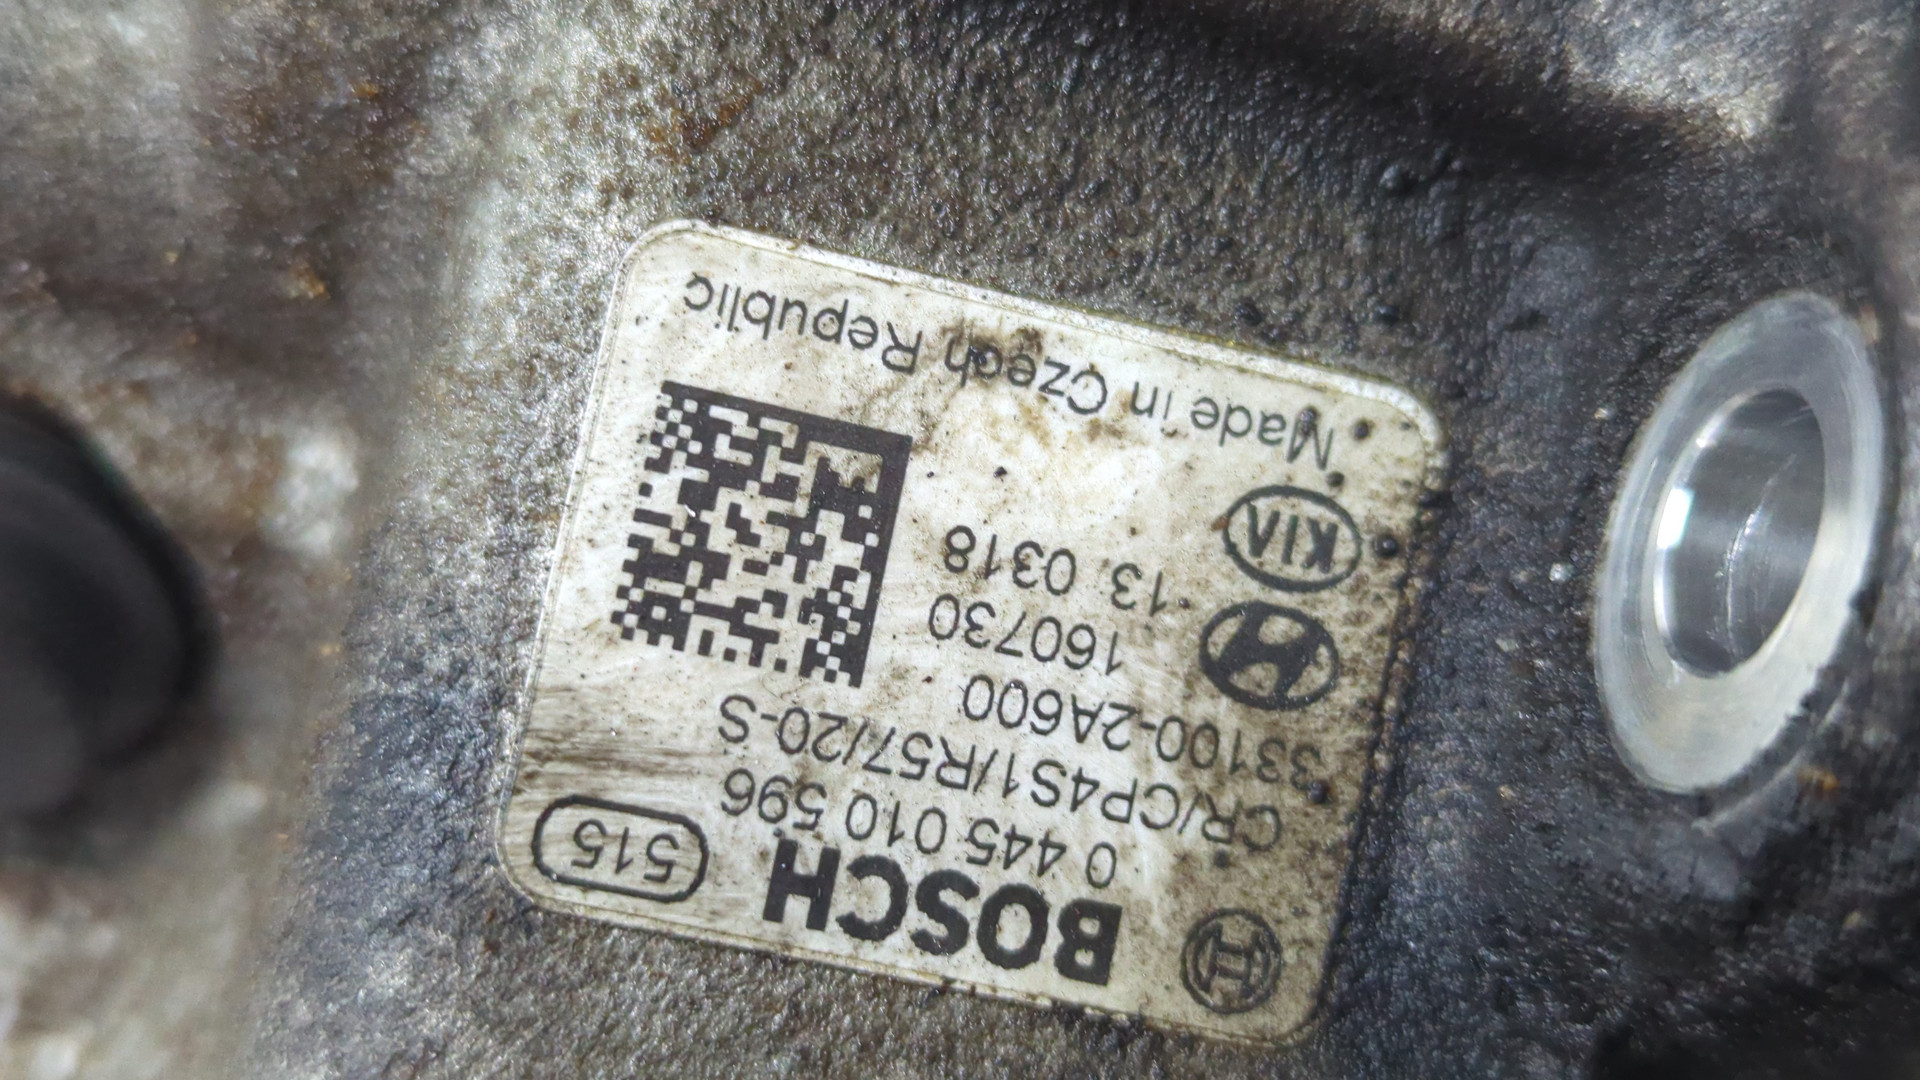 BOSCH 515
0 445 010 596
CR/CP4S1/R57/20-S
33100-2A600
160730
13 0318
KIA
Made in Czech Republic